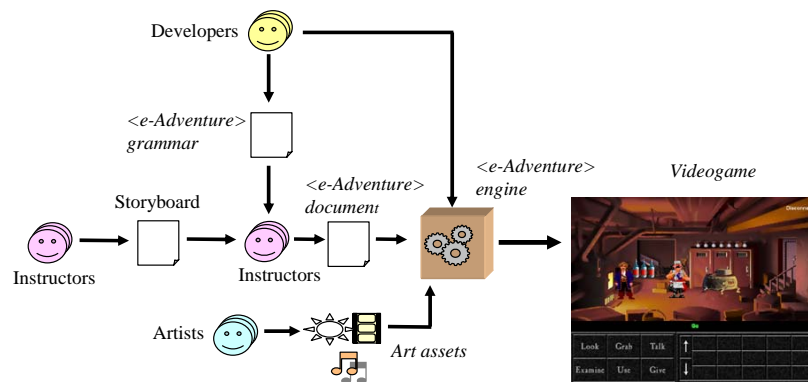 Developers
<e-Adventure>
grammar
<e-Adventure>
engine
Videogame
<e-Adventure>
document
Storyboard
Instructors
Instructors
Artists
Art assets
Go
Look Grab Talk
Examine Use Give